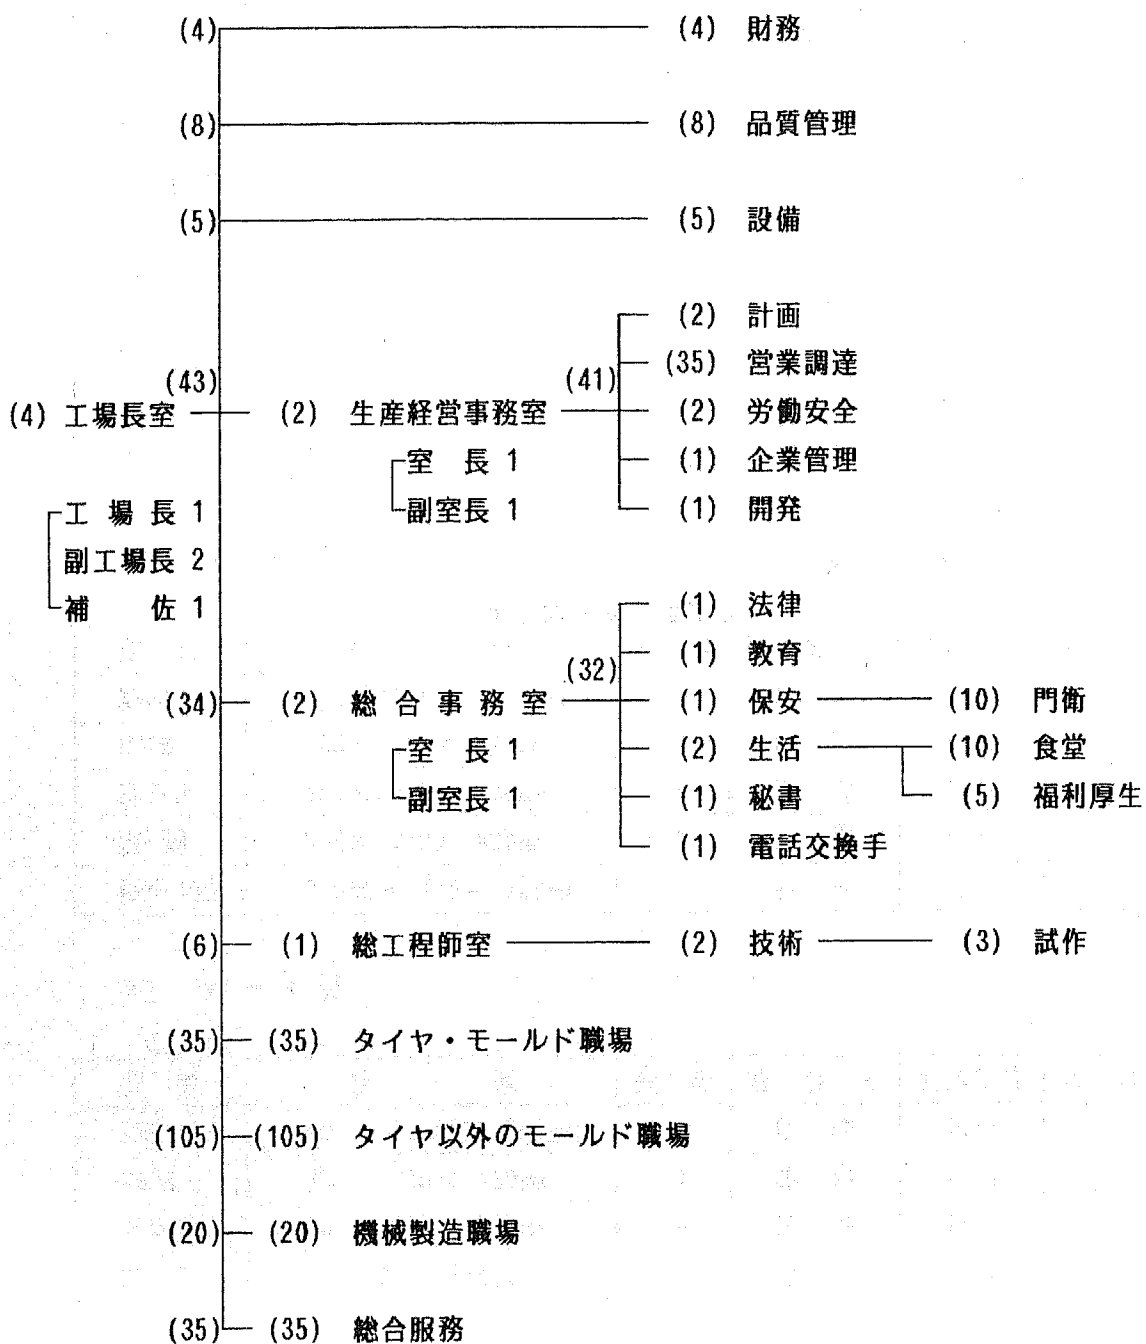 (4) (4) 財務
(8) (8) 品質管理
(5) (5) 設備
(2) 計画
(43) (41) (35) 営業調達
(4) 工場長室 (2) 生産経営事務室 (2) 労働安全
室 長 1 (1) 企業管理
工 場 長 1 副室長 1 (1) 開発
副工場長 2
補 佐 1 (1) 法律
(32) (1) 教育
(34) (2) 総合事務室 (1) 保安 (10) 門衛
室 長 1 (2) 生活 (10) 食堂
副室長 1 (1) 秘書 (5) 福利厚生
(1) 電話交換手
(6) (1) 総工程師室 (2) 技術 (3) 試作
(35) (35) タイヤ・モールド職場
(105) (105) タイヤ以外のモールド職場
(20) (20) 機械製造職場
(35) (35) 総合服務